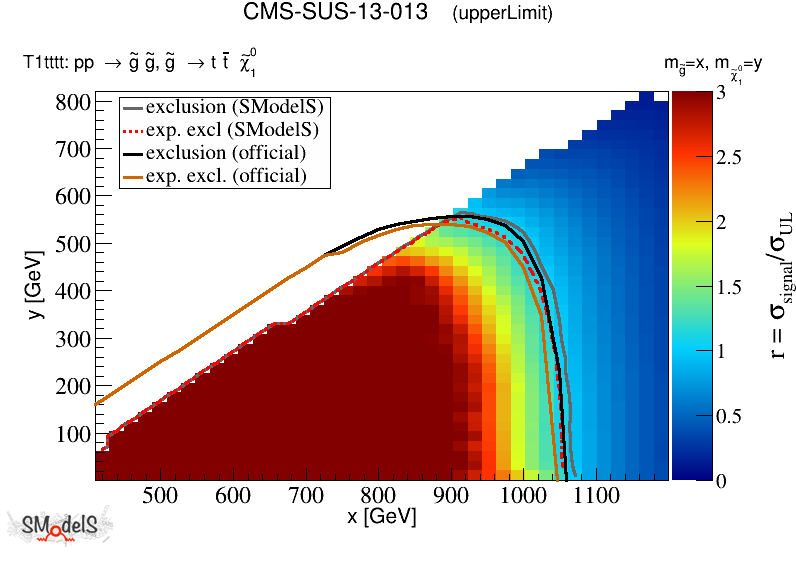 CMS-SUS-13-013 (upperLimit)
T1tttt: pp → g̃ g̃, g̃ → t t̄ χ̃₁⁰
m_g̃=x, m_χ̃₁⁰=y
exclusion (SModelS)
exp. excl (SModelS)
exclusion (official)
exp. excl. (official)
800
700
600
500
400
300
200
100
y [GeV]
500 600 700 800 900 1000 1100
x [GeV]
3
2.5
2
1.5
1
0.5
0
r = σ_signal/σ_UL
SModelS